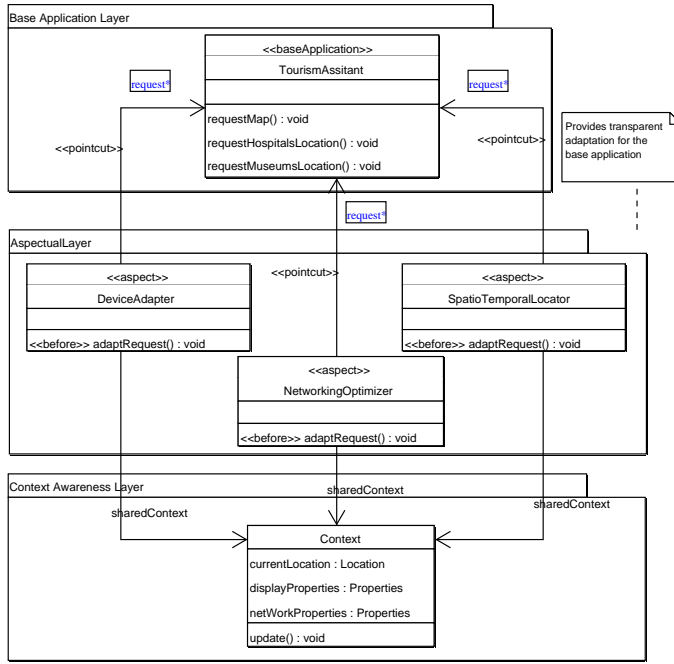 Base Application Layer
<<baseApplication>>
TourismAssitant
request*
request*
requestMap() : void
requestHospitalsLocation() : void
requestMuseumsLocation() : void
<<pointcut>>
<<pointcut>>
Provides transparent
adaptation for the
base application
request*
AspectualLayer
<<pointcut>>
<<aspect>>
DeviceAdapter
<<before>> adaptRequest() : void
<<aspect>>
SpatioTemporalLocator
<<before>> adaptRequest() : void
<<aspect>>
NetworkingOptimizer
<<before>> adaptRequest() : void
Context Awareness Layer
sharedContext
sharedContext
sharedContext
Context
currentLocation : Location
displayProperties : Properties
netWorkProperties : Properties
update() : void